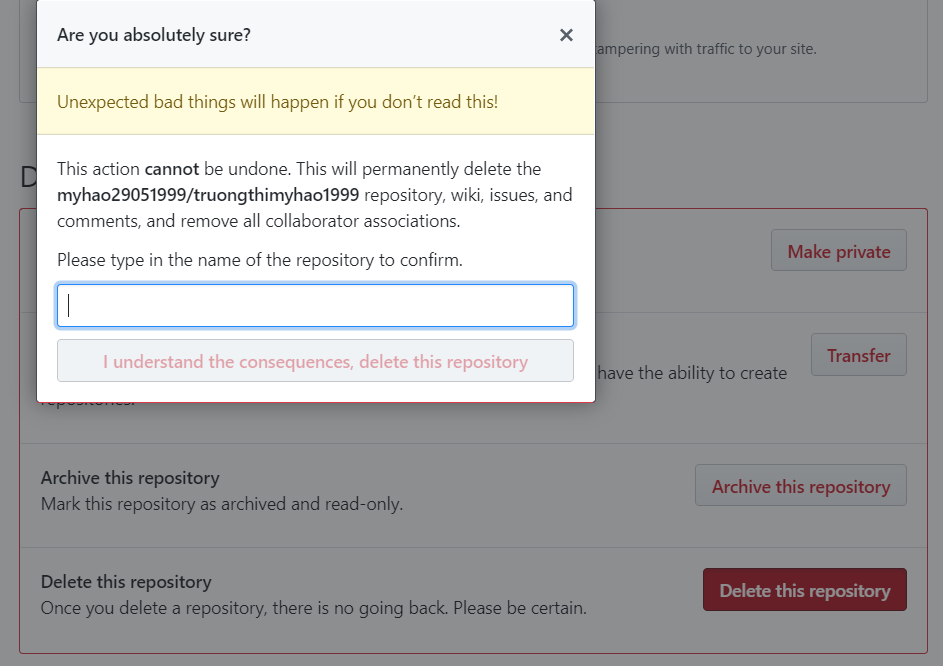 Are you absolutely sure?
Unexpected bad things will happen if you don’t read this!
This action cannot be undone. This will permanently delete the
myhao29051999/truongthimyhao1999 repository, wiki, issues, and
comments, and remove all collaborator associations.
Please type in the name of the repository to confirm.
I understand the consequences, delete this repository
tampering with traffic to your site.
D
Make private
Transfer
have the ability to create
repositories.
Archive this repository
Mark this repository as archived and read-only.
Archive this repository
Delete this repository
Once you delete a repository, there is no going back. Please be certain.
Delete this repository